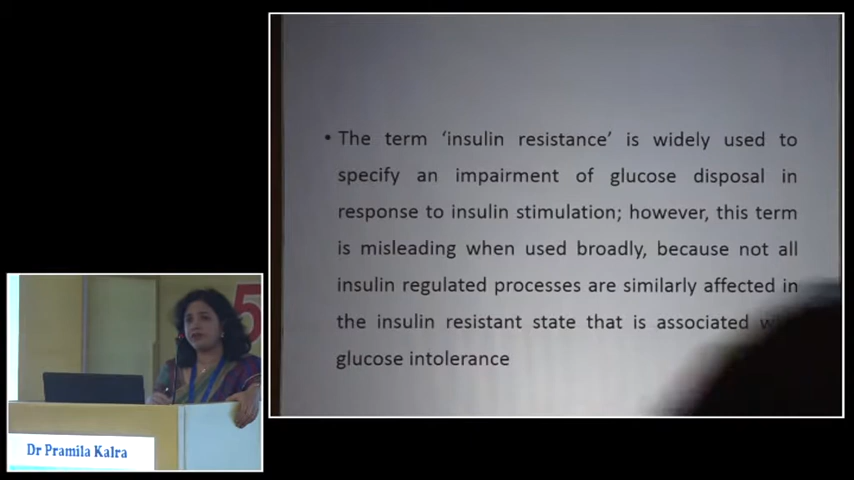 • The term ‘insulin resistance’ is widely used to
specify an impairment of glucose disposal in
response to insulin stimulation; however, this term
is misleading when used broadly, because not all
insulin regulated processes are similarly affected in
the insulin resistant state that is associated
glucose intolerance
5
Dr Pramila Kalra